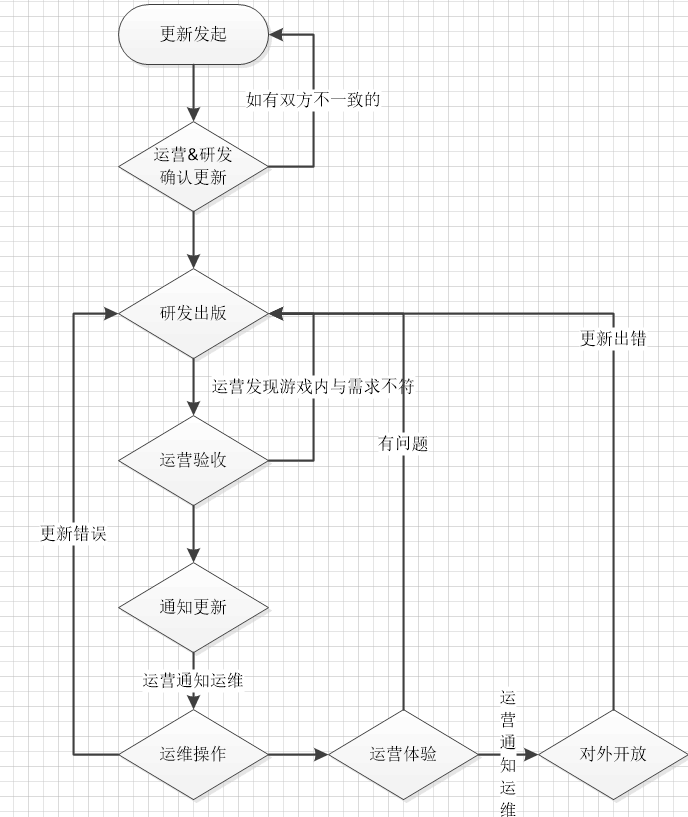 更新发起
如有双方不一致的
运营&研发
确认更新
研发出版
更新出错
运营发现游戏内与需求不符
有问题
运营验收
更新错误
通知更新
运营通知运维
运维操作
运营体验
运营通知运维
对外开放